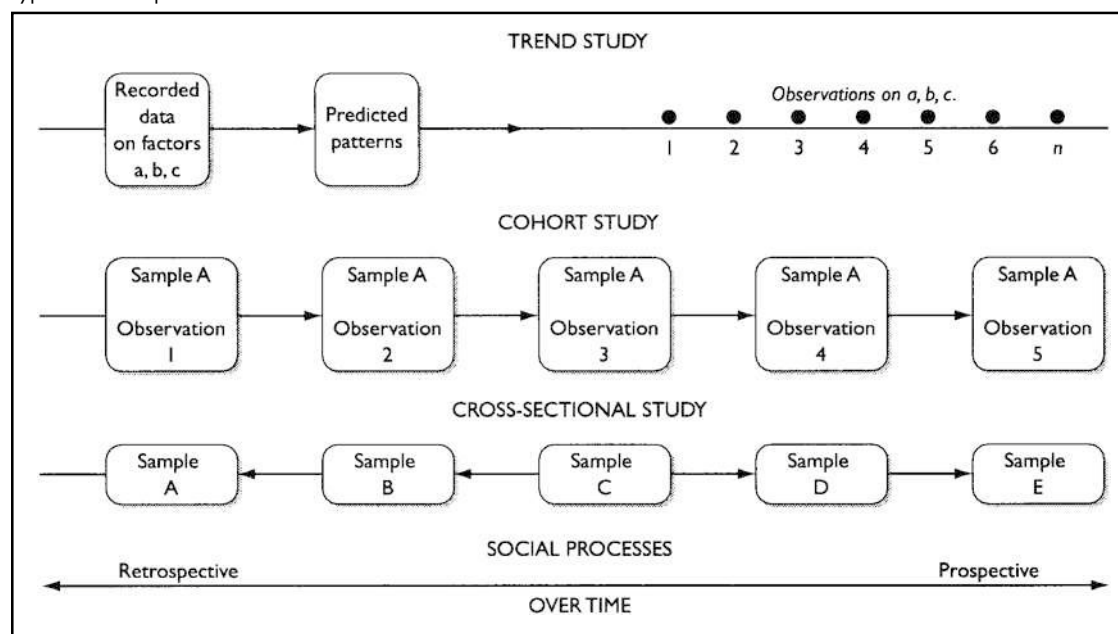 TREND STUDY
Recorded
data
on factors
a, b, c
Predicted
patterns
Observations on a, b, c.
1 2 3 4 5 6 n
COHORT STUDY
Sample A
Observation
1
Sample A
Observation
2
Sample A
Observation
3
Sample A
Observation
4
Sample A
Observation
5
CROSS-SECTIONAL STUDY
Sample
A
Sample
B
Sample
C
Sample
D
Sample
E
SOCIAL PROCESSES
Retrospective
Prospective
OVER TIME